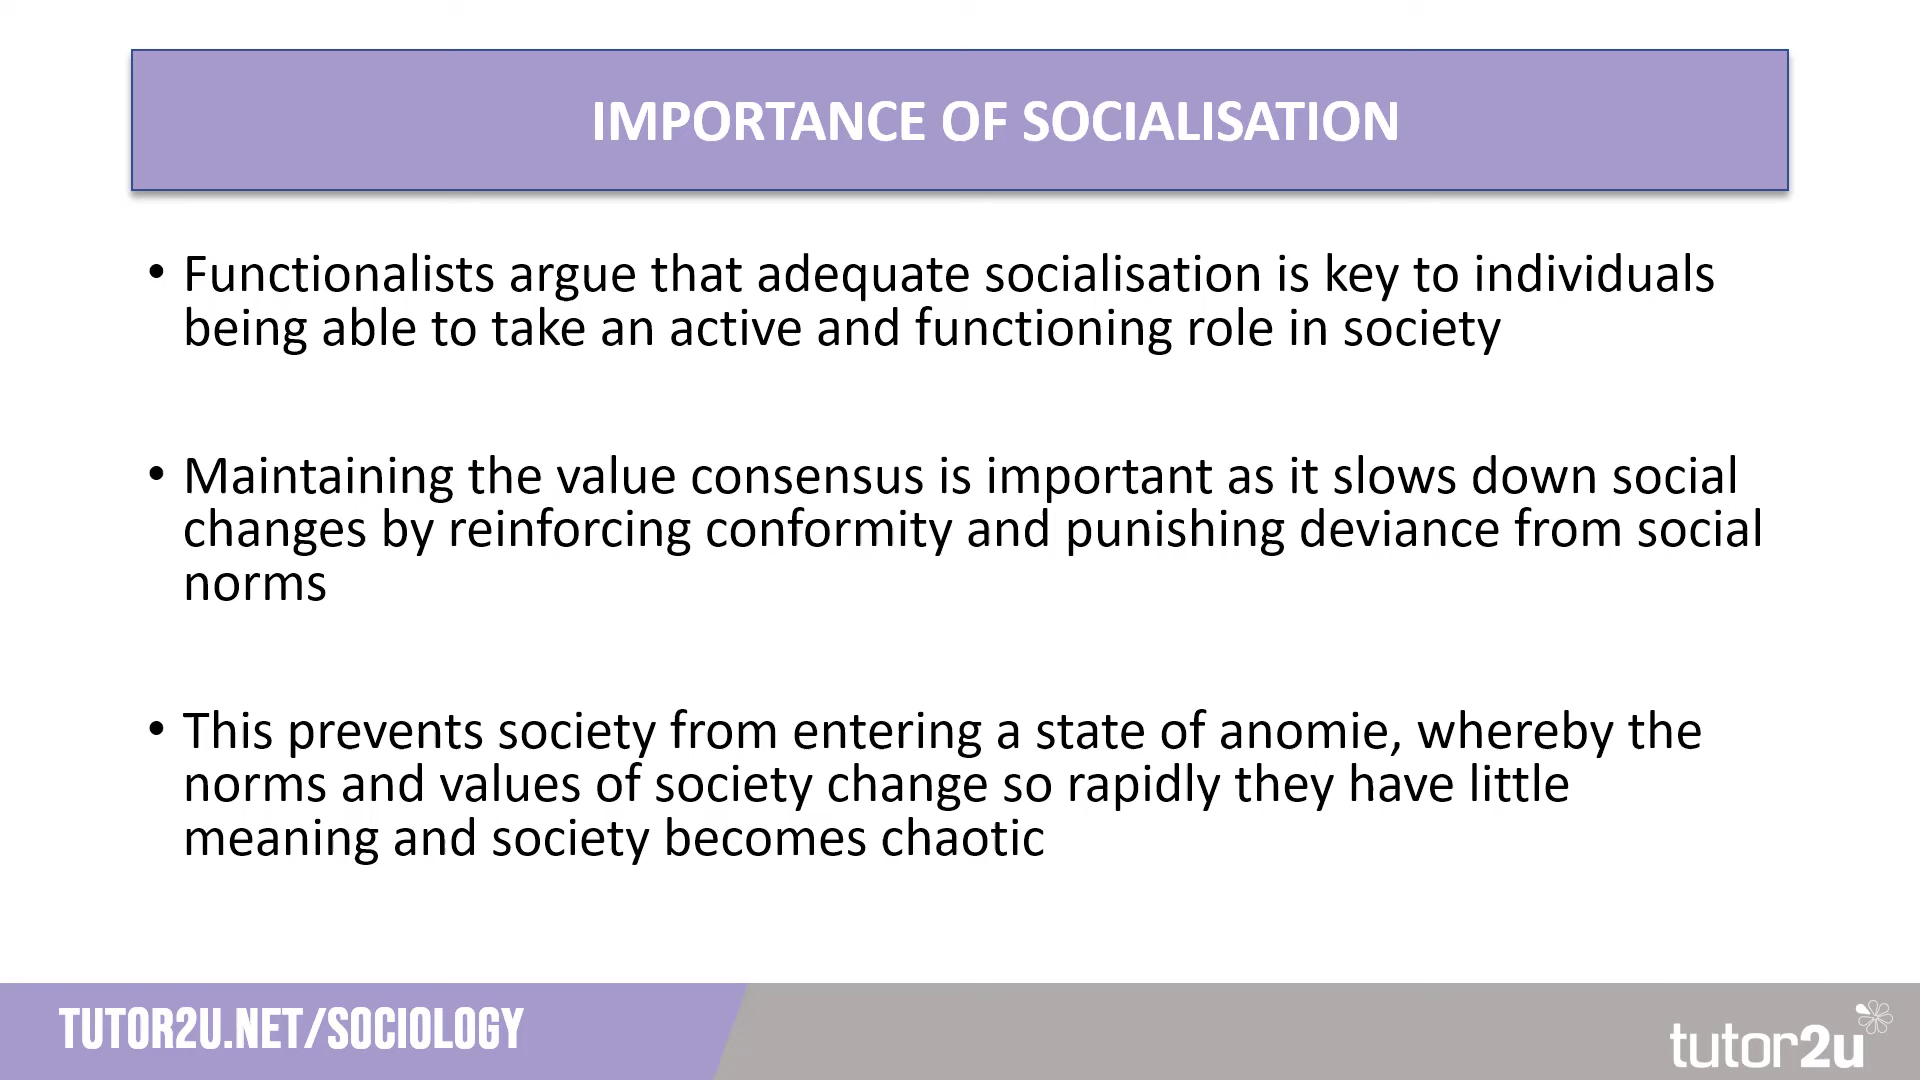 IMPORTANCE OF SOCIALISATION
• Functionalists argue that adequate socialisation is key to individuals
being able to take an active and functioning role in society
• Maintaining the value consensus is important as it slows down social
changes by reinforcing conformity and punishing deviance from social
norms
• This prevents society from entering a state of anomie, whereby the
norms and values of society change so rapidly they have little
meaning and society becomes chaotic
TUTOR2U.NET/SOCIOLOGY
tutor2u